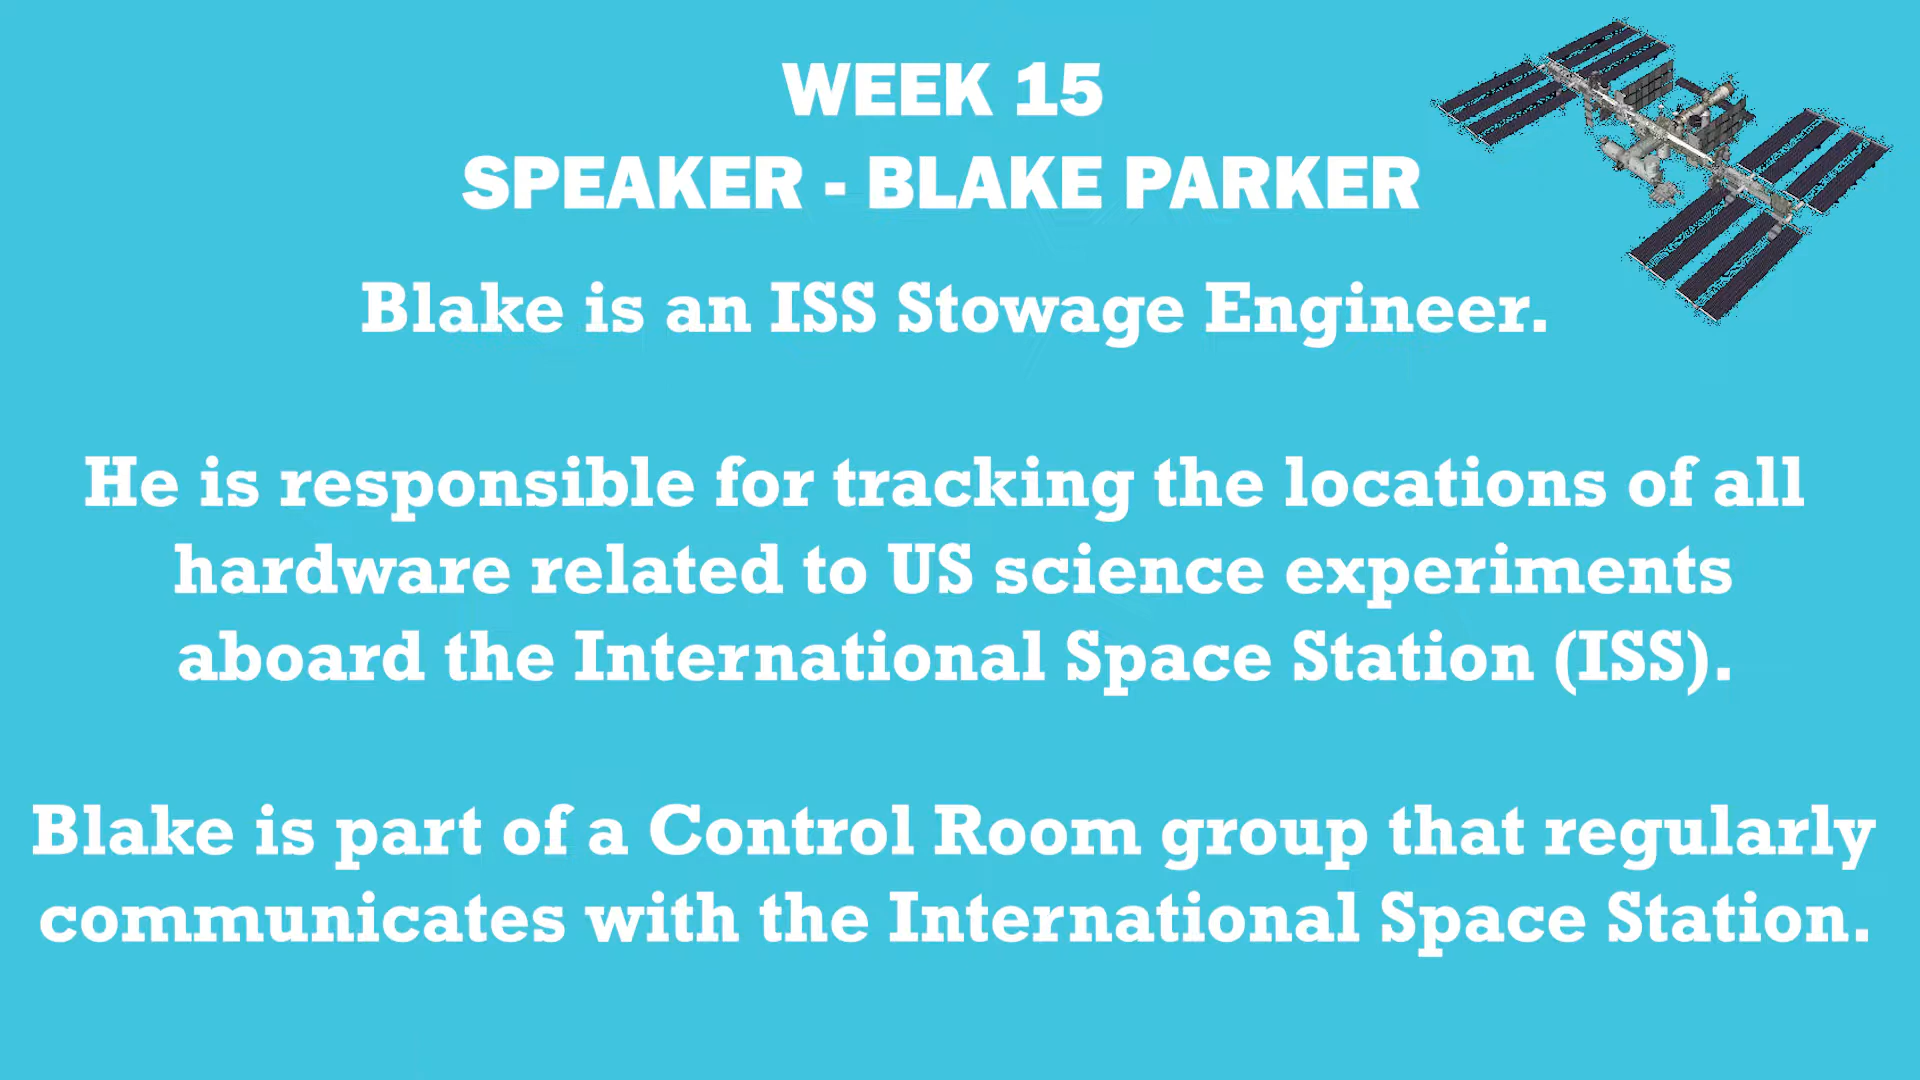 WEEK 15
SPEAKER - BLAKE PARKER
Blake is an ISS Stowage Engineer.
He is responsible for tracking the locations of all
hardware related to US science experiments
aboard the International Space Station (ISS).
Blake is part of a Control Room group that regularly
communicates with the International Space Station.